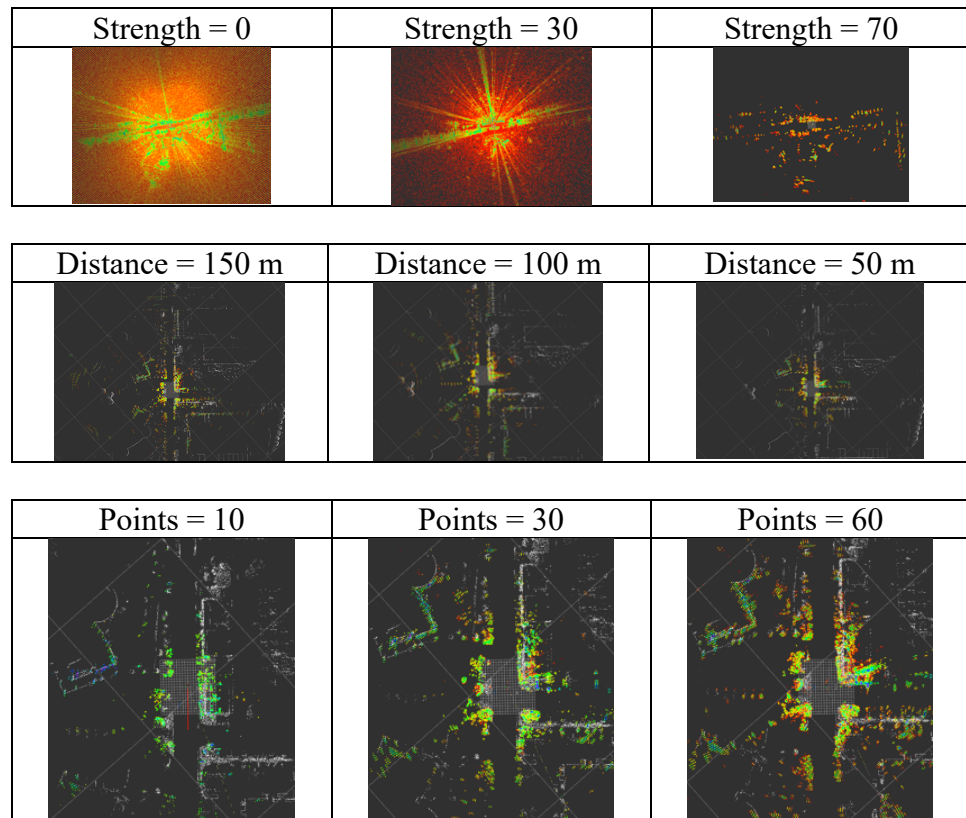 Strength = 0
Strength = 30
Strength = 70
Distance = 150 m
Distance = 100 m
Distance = 50 m
Points = 10
Points = 30
Points = 60